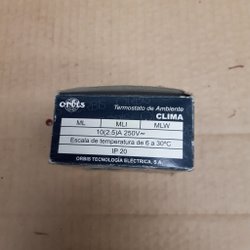 ORBIS
Termostato de Ambiente
CLIMA
ML MLI MLW
10(2.5)A 250V~
Escala de temperatura de 6 a 30ºC
IP 20
ORBIS TECNOLOGÍA ELÉCTRICA, S.A.